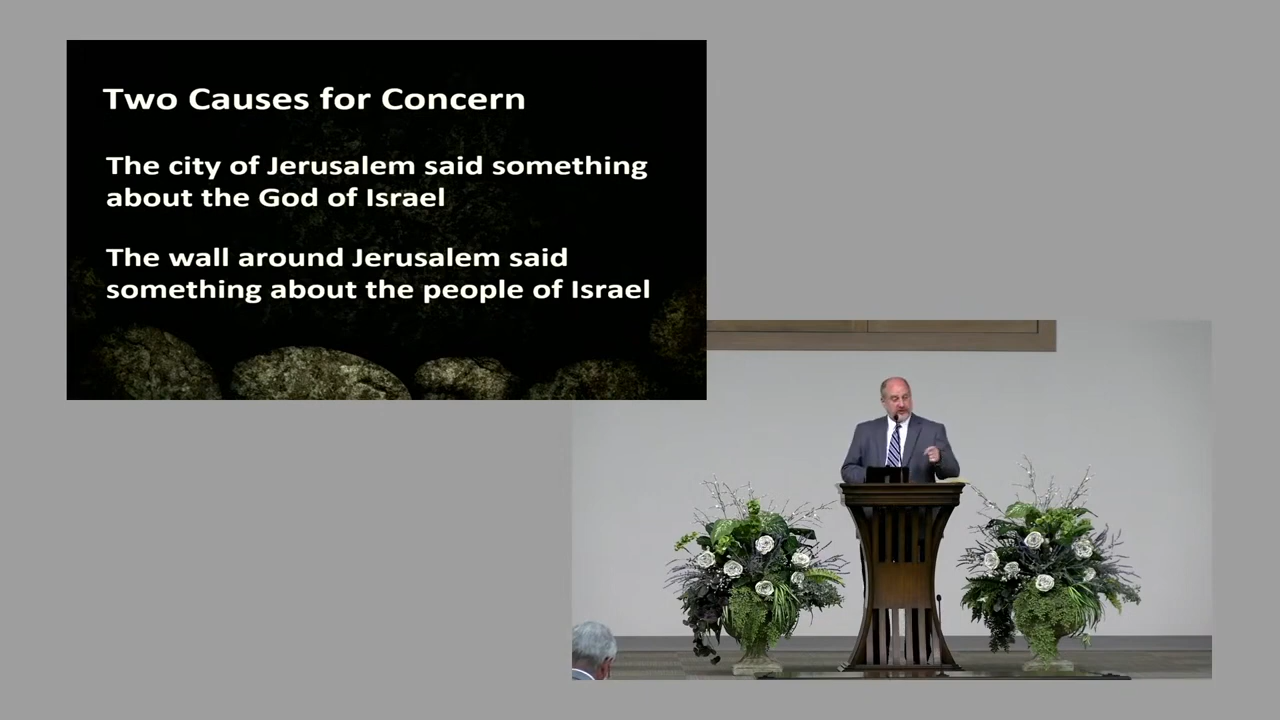 Two Causes for Concern
The city of Jerusalem said something
about the God of Israel
The wall around Jerusalem said
something about the people of Israel